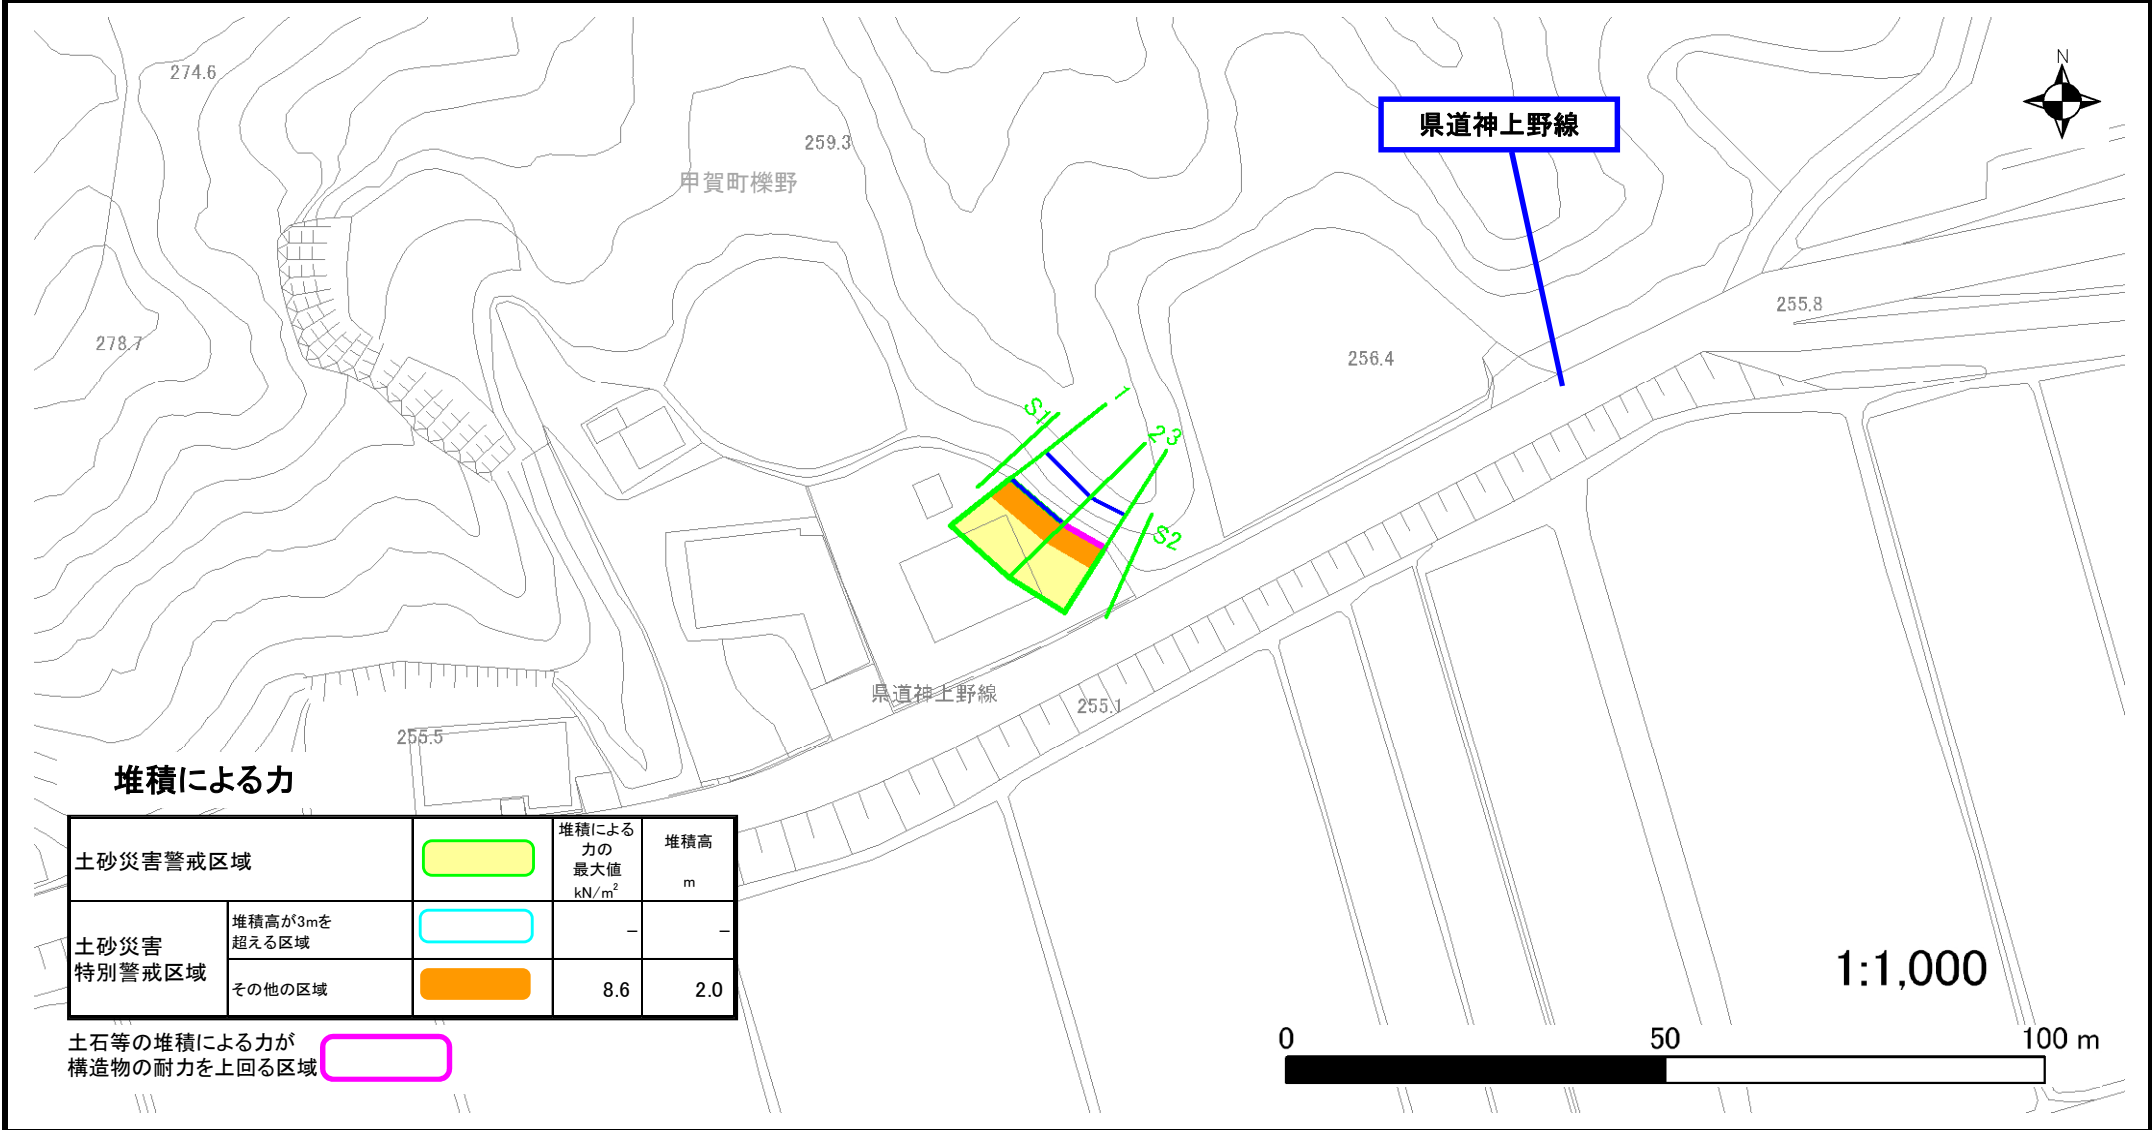 274.6
259.3
甲賀町櫟野
県道神上野線
N
278.7
255.8
256.4
S1
1
2
3
S2
県道神上野線
255.1
255.5
堆積による力
土砂災害警戒区域
堆積による
力の
最大値
kN/m²
堆積高
m
土砂災害
特別警戒区域
堆積高が3mを
超える区域
–
–
その他の区域
8.6
2.0
土石等の堆積による力が
構造物の耐力を上回る区域
1:1,000
0
50
100 m